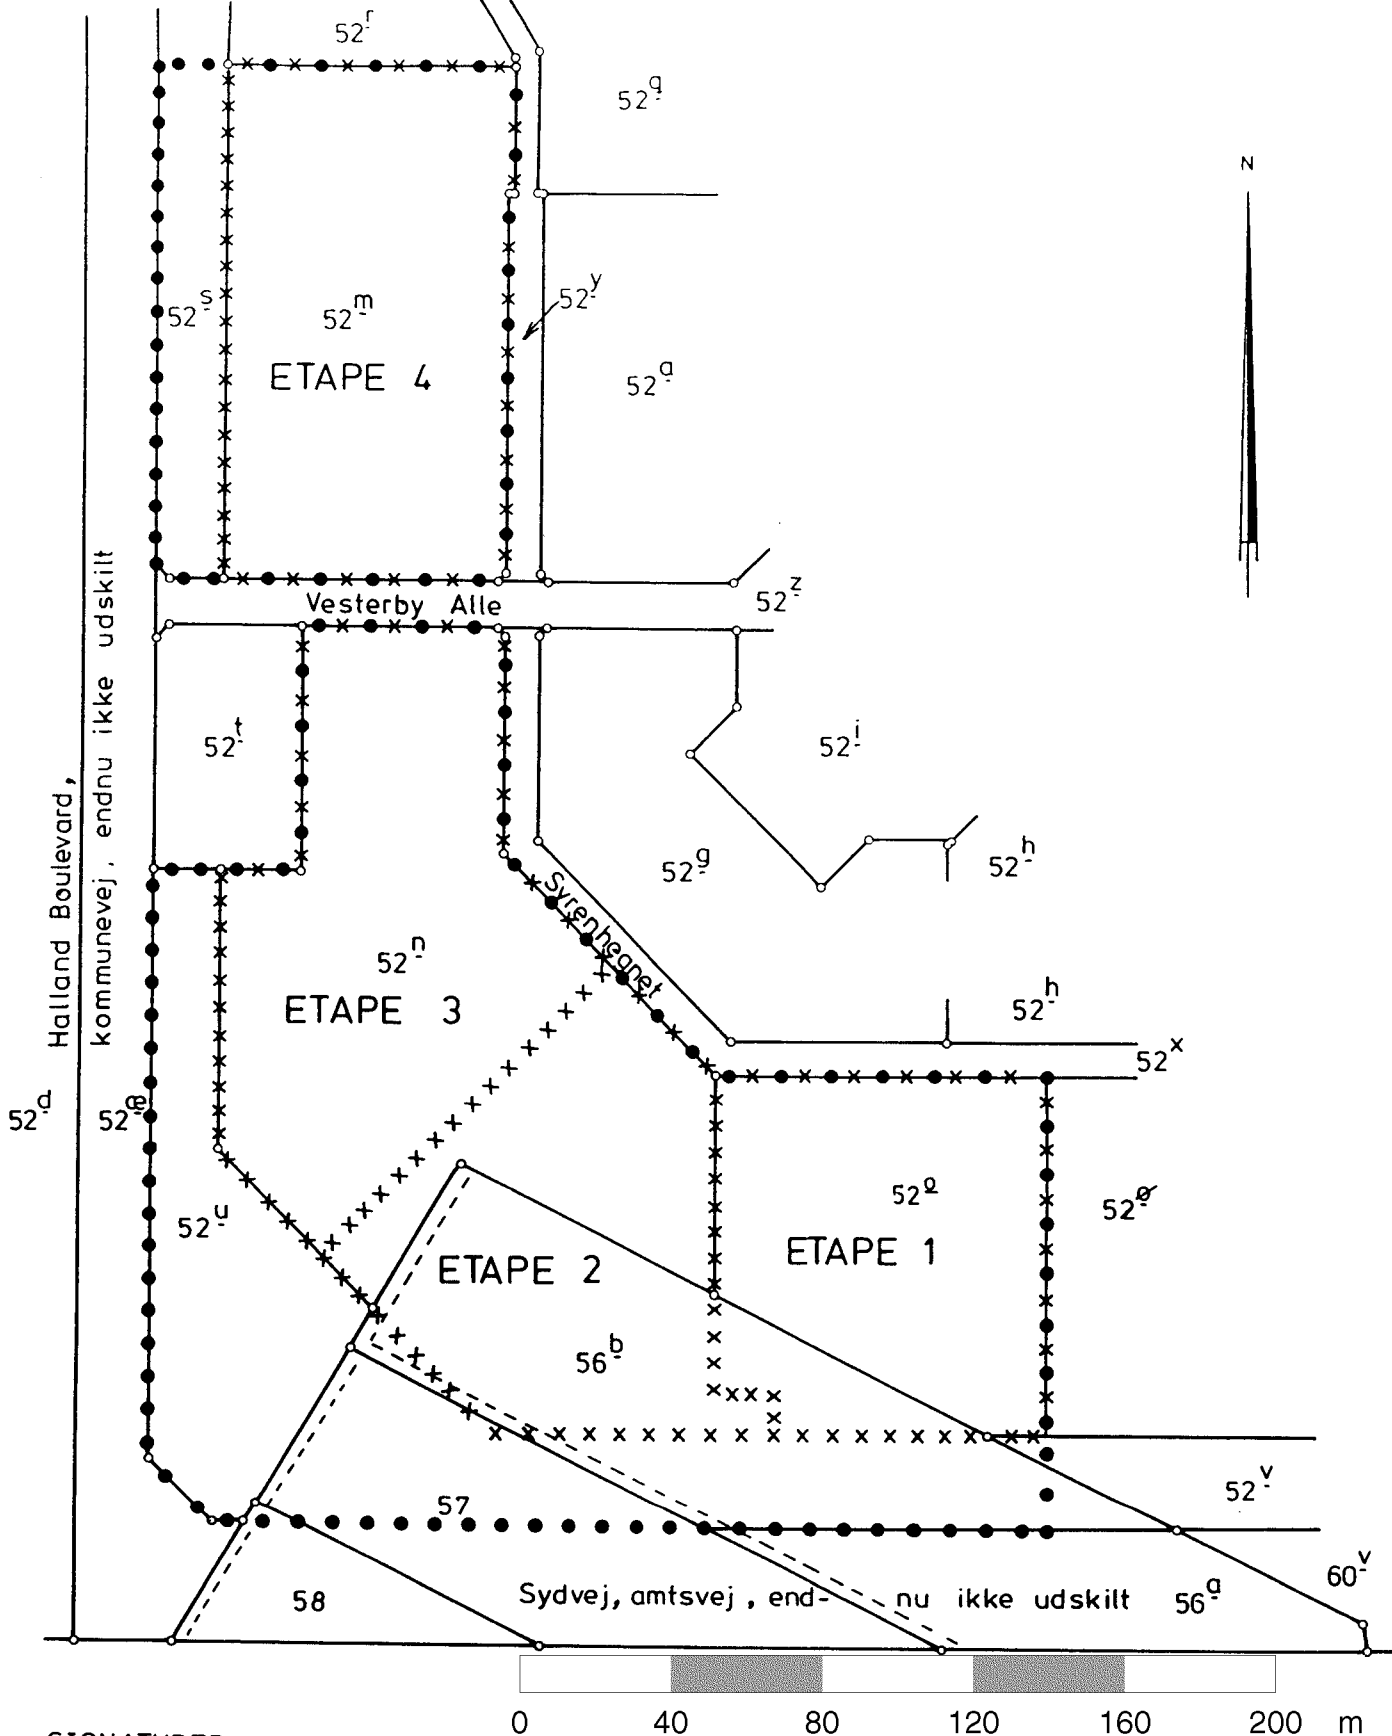 52r
52q
N
52s
52m
52y
ETAPE 4
52a
Vesterby Alle
52z
52t
52i
Halland Boulevard,
kommunevej, endnu ikke udskilt
52g
52h
Syrenhegnet
52n
ETAPE 3
52h
52x
52d
52æ
52o
52ø
52u
ETAPE 1
ETAPE 2
56b
57
52v
58
Sydvej, amtsvej, end- nu ikke udskilt
56a
60v
0 40 80 120 160 200 m